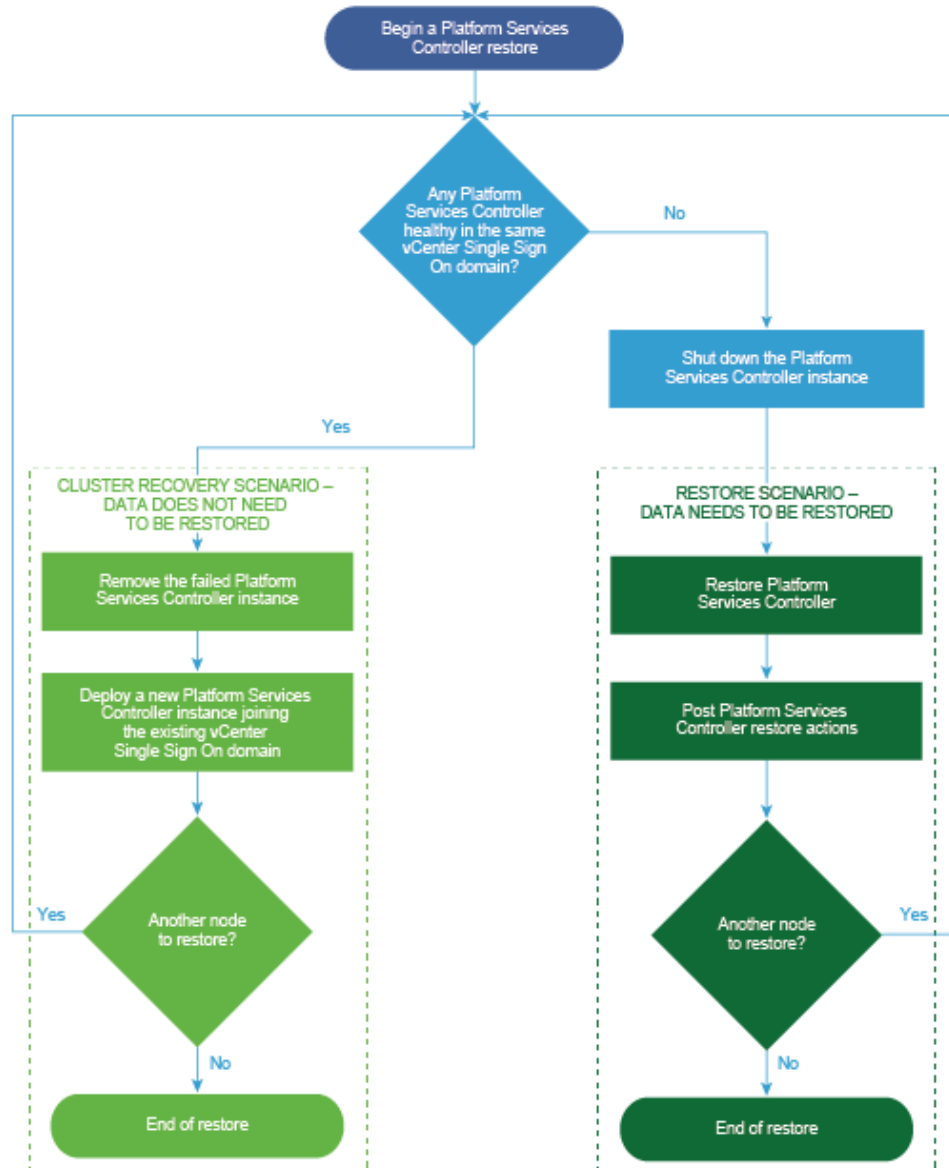 Begin a Platform Services
Controller restore
Any Platform
Services Controller
healthy in the same
vCenter Single Sign
On domain?
No
Shut down the Platform
Services Controller instance
Yes
CLUSTER RECOVERY SCENARIO –
DATA DOES NOT NEED
TO BE RESTORED
Remove the failed Platform
Services Controller instance
Deploy a new Platform Services
Controller instance joining
the existing vCenter
Single Sign On domain
Another node
to restore?
Yes
No
End of restore
RESTORE SCENARIO –
DATA NEEDS TO BE RESTORED
Restore Platform
Services Controller
Post Platform Services
Controller restore actions
Another node
to restore?
Yes
No
End of restore